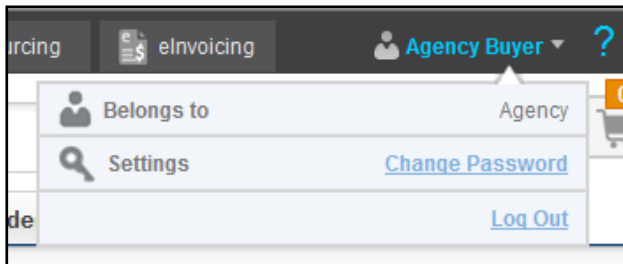 urcing eInvoicing Agency Buyer ?
Belongs to Agency
Settings Change Password
de Log Out